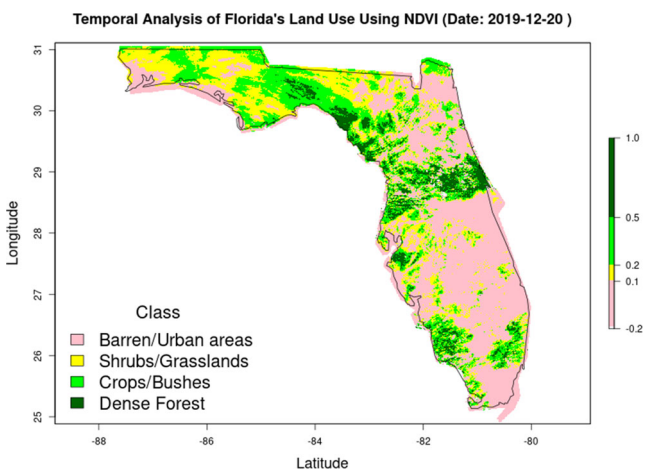 Temporal Analysis of Florida's Land Use Using NDVI (Date: 2019-12-20 )
31
30
29
28
27
26
25
Longitude
-88
-86
-84
-82
-80
Latitude
Class
Barren/Urban areas
Shrubs/Grasslands
Crops/Bushes
Dense Forest
1.0
0.5
0.2
0.1
-0.2